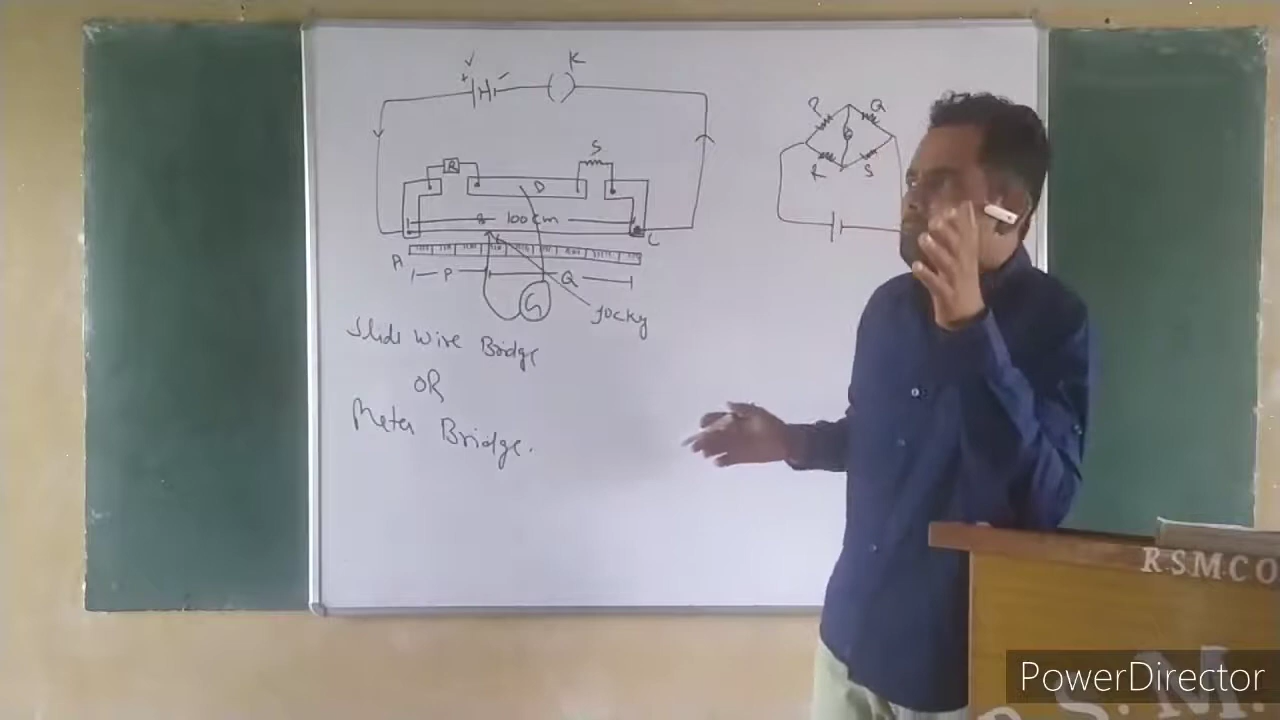 V
+ -
K
P Q
G
R S
R
S
D
100 cm
A
C
P Q
G
Jocky
Slide Wire Bridge
OR
Meter Bridge.
RSMCO
R.S.M.
PowerDirector